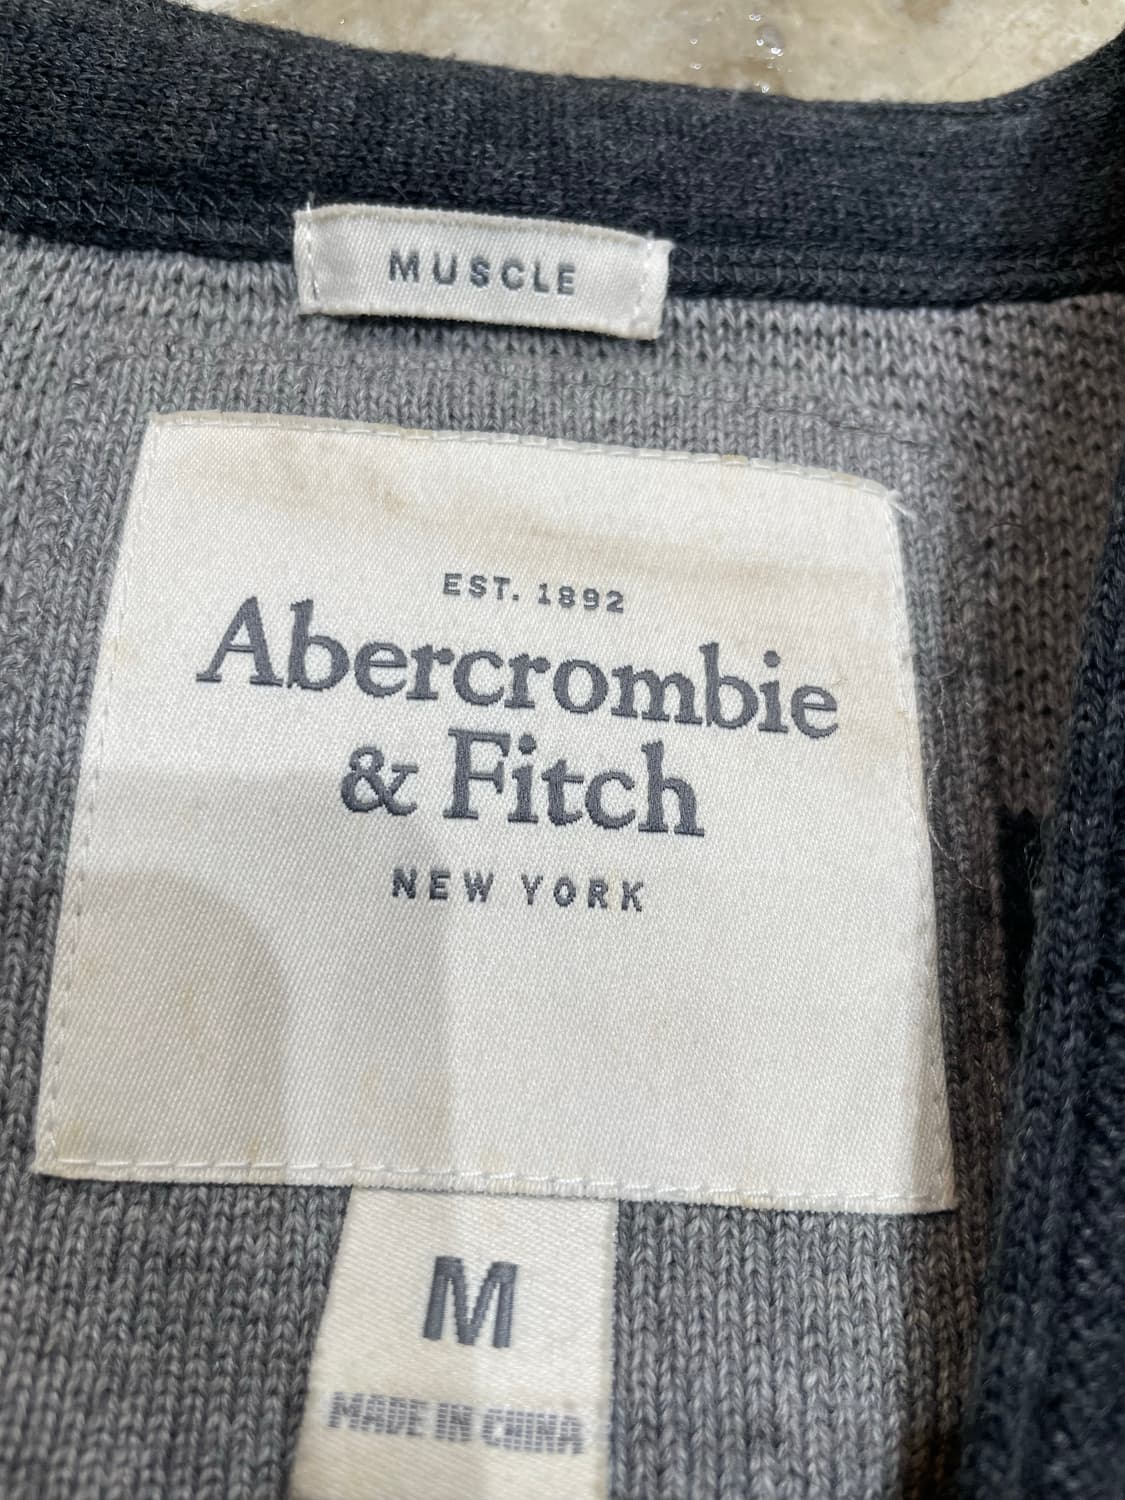 MUSCLE
EST. 1892
Abercrombie
& Fitch
NEW YORK
M
MADE IN CHINA